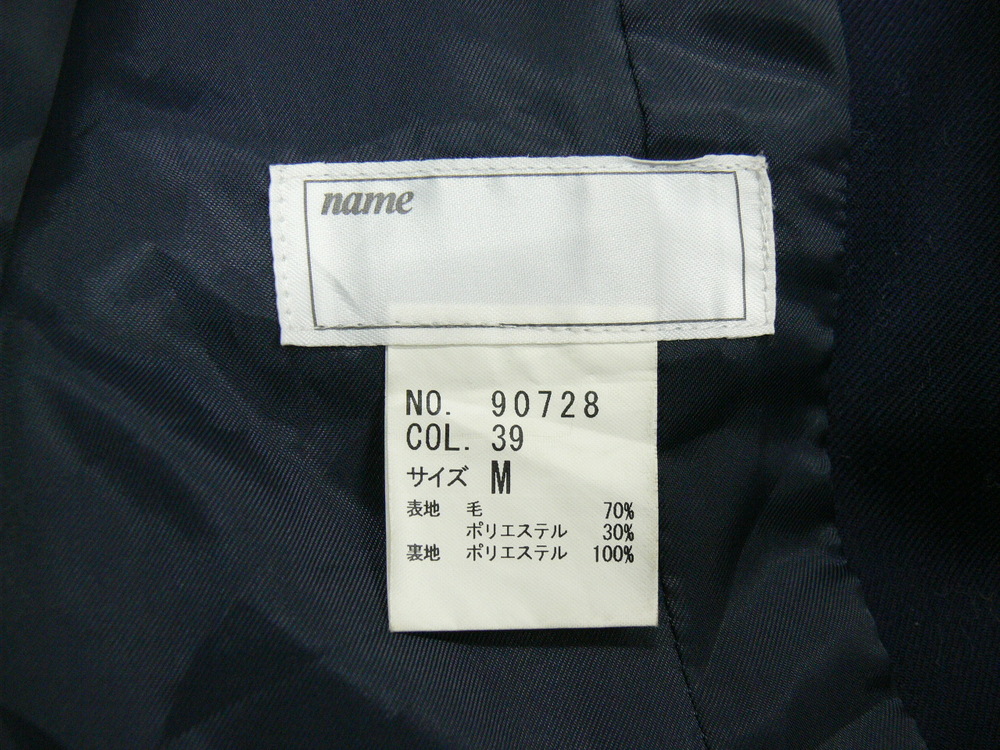 name
NO. 90728
COL. 39
サイズ M
表地 毛 70%
ポリエステル 30%
裏地 ポリエステル 100%